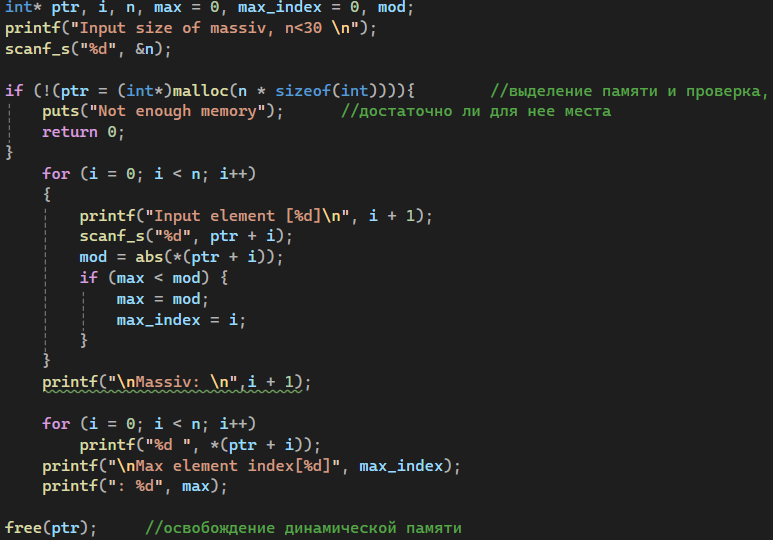 int* ptr, i, n, max = 0, max_index = 0, mod;
printf("Input size of massiv, n<30 \n");
scanf_s("%d", &n);
if (!(ptr = (int*)malloc(n * sizeof(int)))){ //выделение памяти и проверка,
puts("Not enough memory"); //достаточно ли для нее места
return 0;
}
for (i = 0; i < n; i++)
{
printf("Input element [%d]\n", i + 1);
scanf_s("%d", ptr + i);
mod = abs(*(ptr + i));
if (max < mod) {
max = mod;
max_index = i;
}
}
printf("\nMassiv: \n",i + 1);
for (i = 0; i < n; i++)
printf("%d ", *(ptr + i));
printf("\nMax element index[%d]", max_index);
printf(": %d", max);
free(ptr); //освобождение динамической памяти